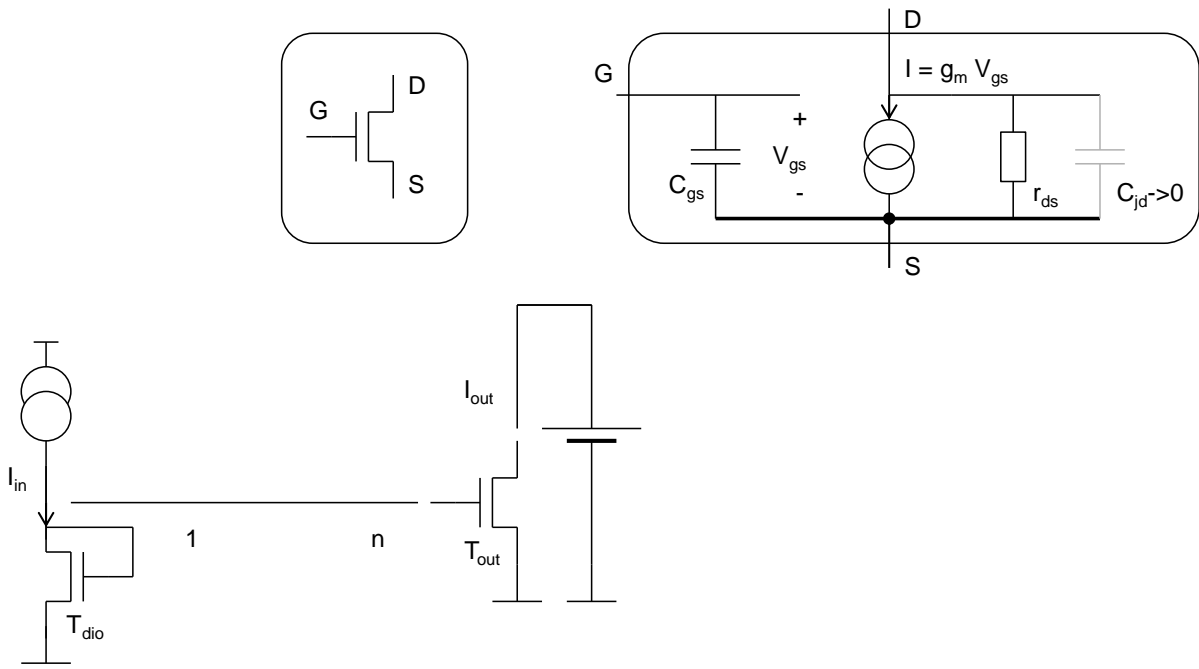 D
G
S
D
I = gm Vgs
G
+
Vgs
-
Cgs
rds
Cjd->0
S
Iout
Iin
1
n
Tout
Tdio